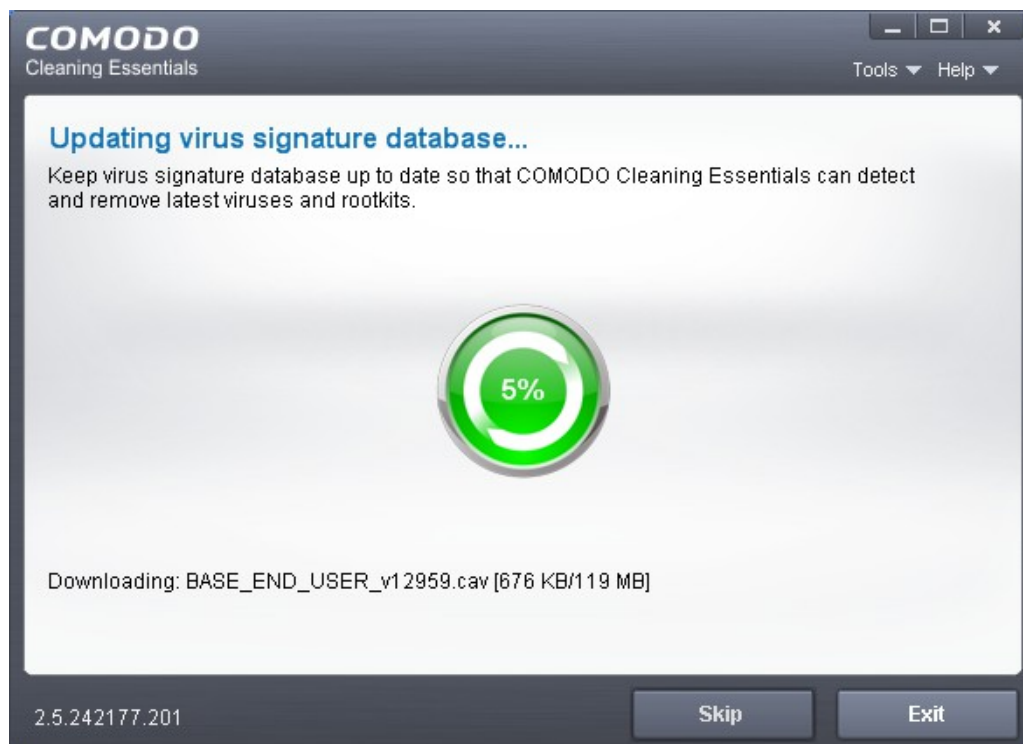 COMODO
Cleaning Essentials
Tools Help
Updating virus signature database...
Keep virus signature database up to date so that COMODO Cleaning Essentials can detect
and remove latest viruses and rootkits.
5%
Downloading: BASE_END_USER_v12959.cav [676 KB/119 MB]
2.5.242177.201
Skip
Exit